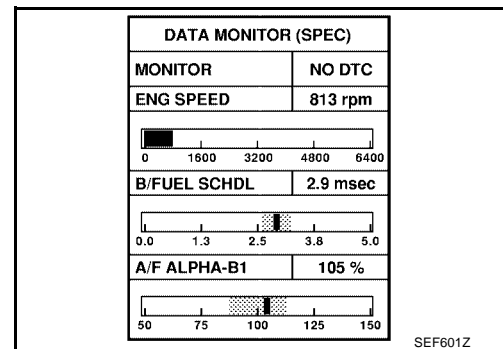 DATA MONITOR (SPEC)
MONITOR NO DTC
ENG SPEED 813 rpm
0 1600 3200 4800 6400
B/FUEL SCHDL 2.9 msec
0.0 1.3 2.5 3.8 5.0
A/F ALPHA-B1 105 %
50 75 100 125 150
SEF601Z